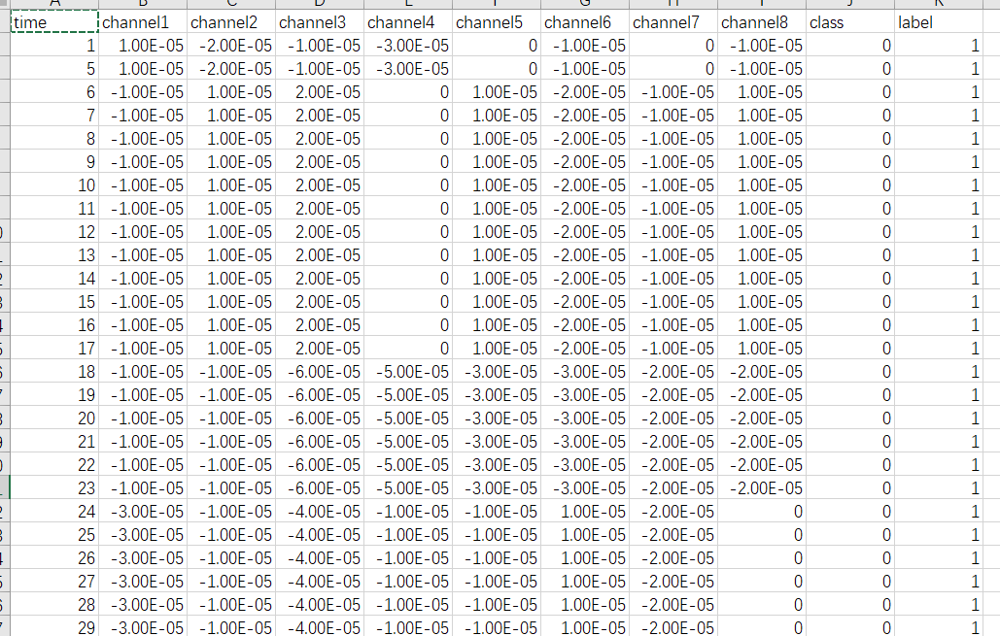 time channel1 channel2 channel3 channel4 channel5 channel6 channel7 channel8 class label
1 1.00E-05 -2.00E-05 -1.00E-05 -3.00E-05 0 -1.00E-05 0 -1.00E-05 0 1
5 1.00E-05 -2.00E-05 -1.00E-05 -3.00E-05 0 -1.00E-05 0 -1.00E-05 0 1
6 -1.00E-05 1.00E-05 2.00E-05 0 1.00E-05 -2.00E-05 -1.00E-05 1.00E-05 0 1
7 -1.00E-05 1.00E-05 2.00E-05 0 1.00E-05 -2.00E-05 -1.00E-05 1.00E-05 0 1
8 -1.00E-05 1.00E-05 2.00E-05 0 1.00E-05 -2.00E-05 -1.00E-05 1.00E-05 0 1
9 -1.00E-05 1.00E-05 2.00E-05 0 1.00E-05 -2.00E-05 -1.00E-05 1.00E-05 0 1
10 -1.00E-05 1.00E-05 2.00E-05 0 1.00E-05 -2.00E-05 -1.00E-05 1.00E-05 0 1
11 -1.00E-05 1.00E-05 2.00E-05 0 1.00E-05 -2.00E-05 -1.00E-05 1.00E-05 0 1
12 -1.00E-05 1.00E-05 2.00E-05 0 1.00E-05 -2.00E-05 -1.00E-05 1.00E-05 0 1
13 -1.00E-05 1.00E-05 2.00E-05 0 1.00E-05 -2.00E-05 -1.00E-05 1.00E-05 0 1
14 -1.00E-05 1.00E-05 2.00E-05 0 1.00E-05 -2.00E-05 -1.00E-05 1.00E-05 0 1
15 -1.00E-05 1.00E-05 2.00E-05 0 1.00E-05 -2.00E-05 -1.00E-05 1.00E-05 0 1
16 -1.00E-05 1.00E-05 2.00E-05 0 1.00E-05 -2.00E-05 -1.00E-05 1.00E-05 0 1
17 -1.00E-05 1.00E-05 2.00E-05 0 1.00E-05 -2.00E-05 -1.00E-05 1.00E-05 0 1
18 -1.00E-05 -1.00E-05 -6.00E-05 -5.00E-05 -3.00E-05 -3.00E-05 -2.00E-05 -2.00E-05 0 1
19 -1.00E-05 -1.00E-05 -6.00E-05 -5.00E-05 -3.00E-05 -3.00E-05 -2.00E-05 -2.00E-05 0 1
20 -1.00E-05 -1.00E-05 -6.00E-05 -5.00E-05 -3.00E-05 -3.00E-05 -2.00E-05 -2.00E-05 0 1
21 -1.00E-05 -1.00E-05 -6.00E-05 -5.00E-05 -3.00E-05 -3.00E-05 -2.00E-05 -2.00E-05 0 1
22 -1.00E-05 -1.00E-05 -6.00E-05 -5.00E-05 -3.00E-05 -3.00E-05 -2.00E-05 -2.00E-05 0 1
23 -1.00E-05 -1.00E-05 -6.00E-05 -5.00E-05 -3.00E-05 -3.00E-05 -2.00E-05 -2.00E-05 0 1
24 -3.00E-05 -1.00E-05 -4.00E-05 -1.00E-05 -1.00E-05 1.00E-05 -2.00E-05 0 0 1
25 -3.00E-05 -1.00E-05 -4.00E-05 -1.00E-05 -1.00E-05 1.00E-05 -2.00E-05 0 0 1
26 -3.00E-05 -1.00E-05 -4.00E-05 -1.00E-05 -1.00E-05 1.00E-05 -2.00E-05 0 0 1
27 -3.00E-05 -1.00E-05 -4.00E-05 -1.00E-05 -1.00E-05 1.00E-05 -2.00E-05 0 0 1
28 -3.00E-05 -1.00E-05 -4.00E-05 -1.00E-05 -1.00E-05 1.00E-05 -2.00E-05 0 0 1
29 -3.00E-05 -1.00E-05 -4.00E-05 -1.00E-05 -1.00E-05 1.00E-05 -2.00E-05 0 0 1